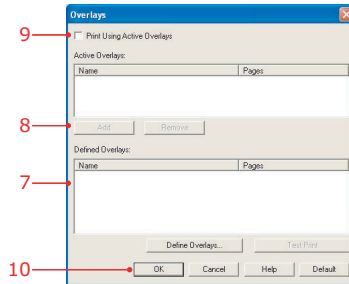 Overlays
9
Print Using Active Overlays
Active Overlays:
Name Pages
8
Add Remove
Defined Overlays:
Name Pages
7
Define Overlays... Test Print
10
OK Cancel Help Default